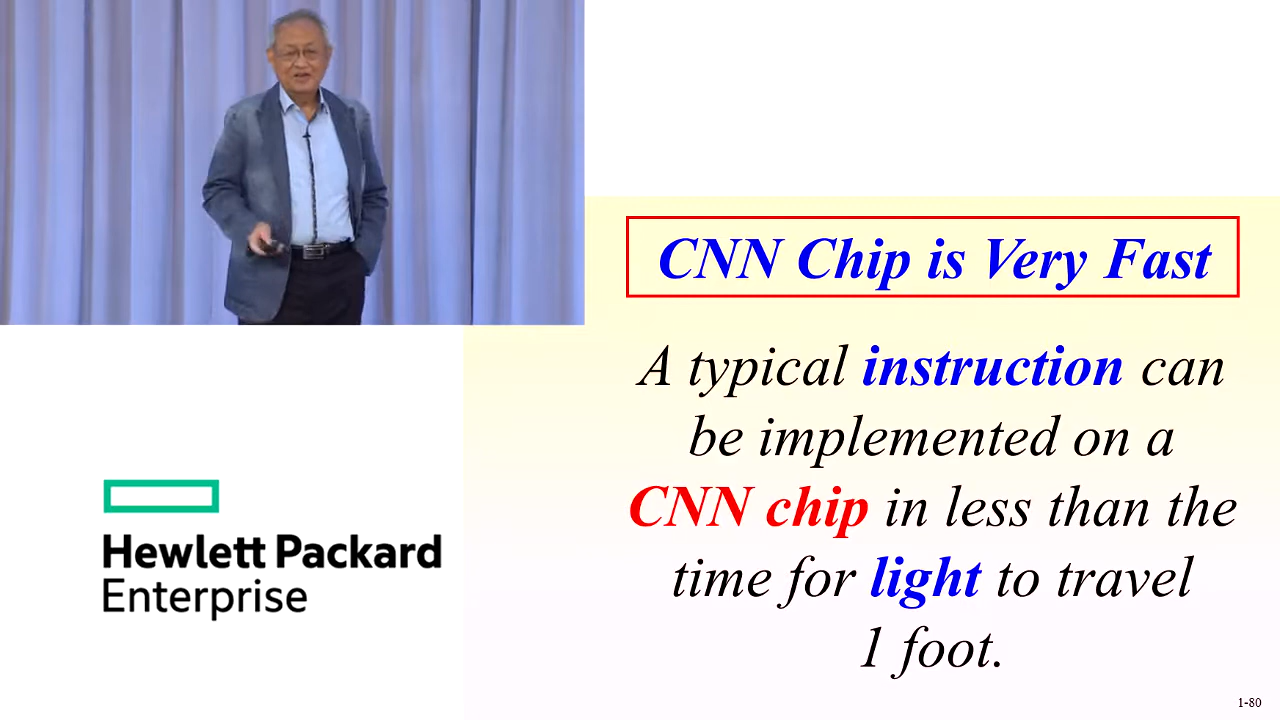 CNN Chip is Very Fast
A typical instruction can
be implemented on a
CNN chip in less than the
time for light to travel
1 foot.
Hewlett Packard
Enterprise
1-80